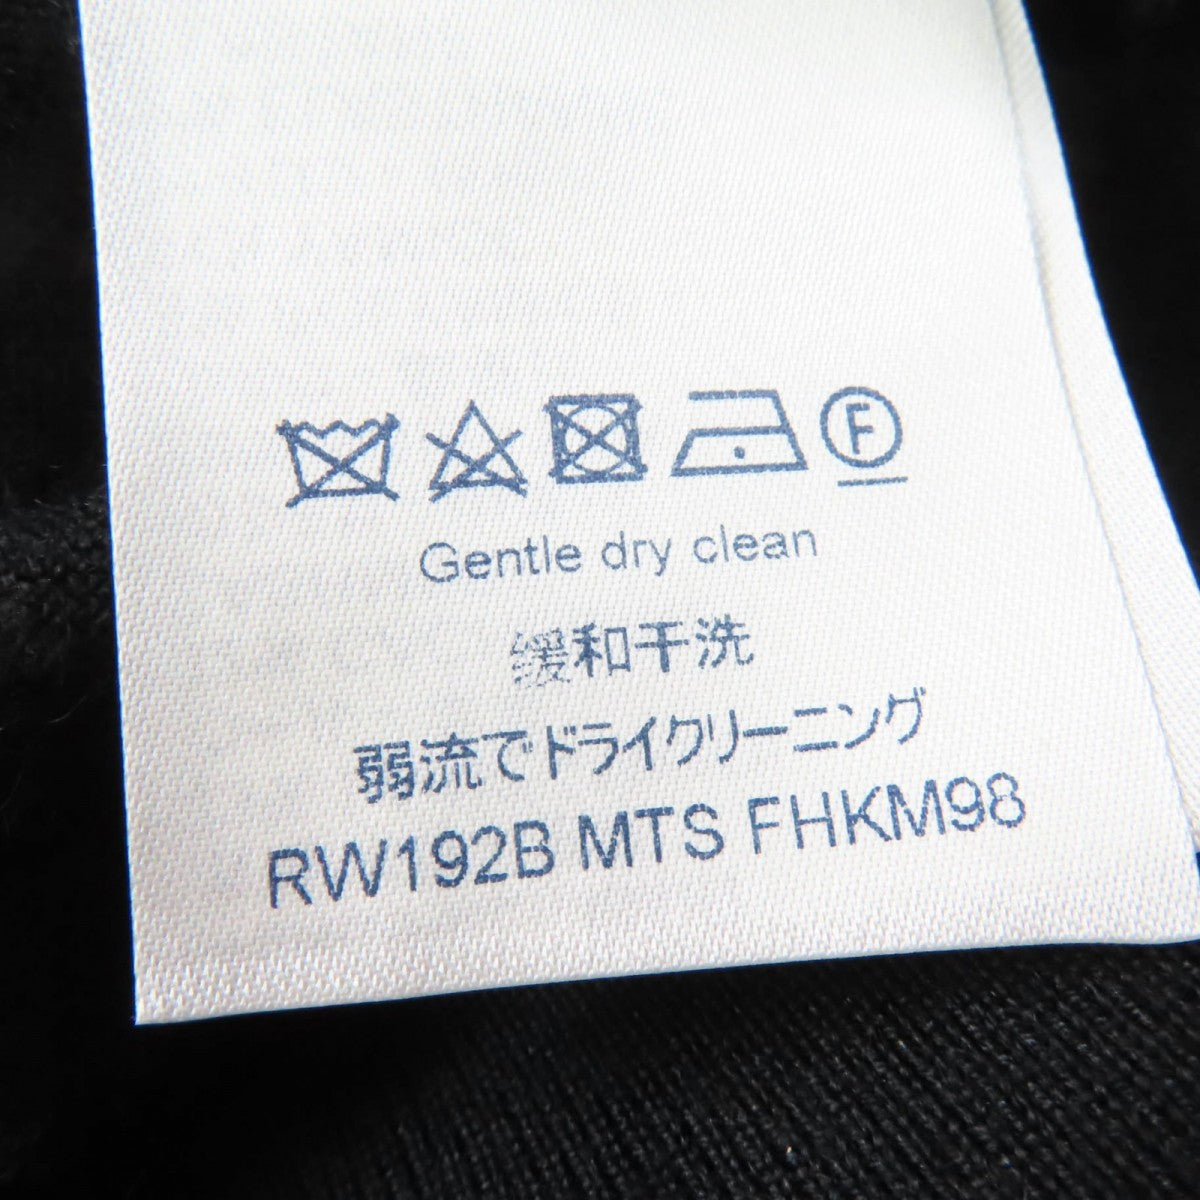 F
Gentle dry clean
缓和干洗
弱流でドライクリーニング
RW192B MTS FHKM98